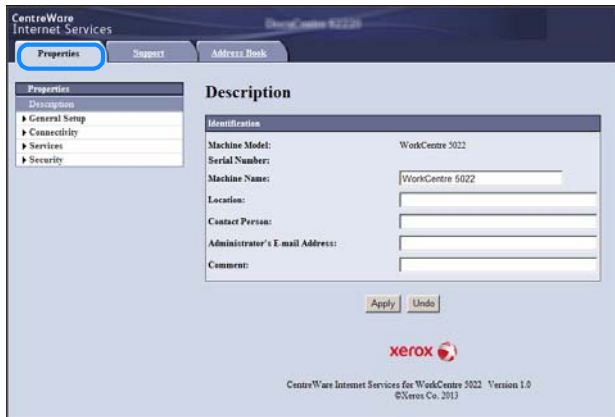 CentreWare
Internet Services
Properties Support Address Book
Properties
Description
General Setup
Connectivity
Services
Security
Description
Identification
Machine Model: WorkCentre 5022
Serial Number:
Machine Name: WorkCentre 5022
Location:
Contact Person:
Administrator's E-mail Address:
Comment:
Apply Undo
xerox
CentreWare Internet Services for WorkCentre 5022 Version 1.0
©Xerox Co. 2013